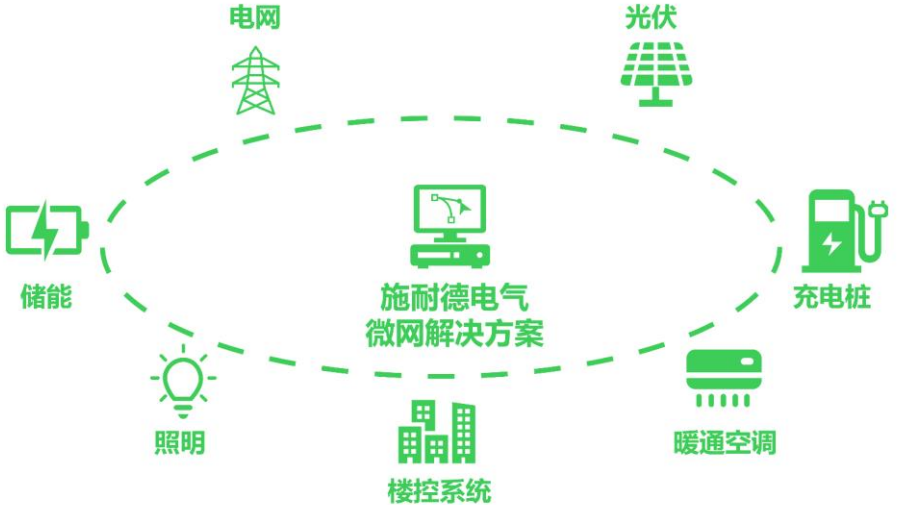 电网
光伏
储能
施耐德电气
微网解决方案
充电桩
照明
暖通空调
楼控系统